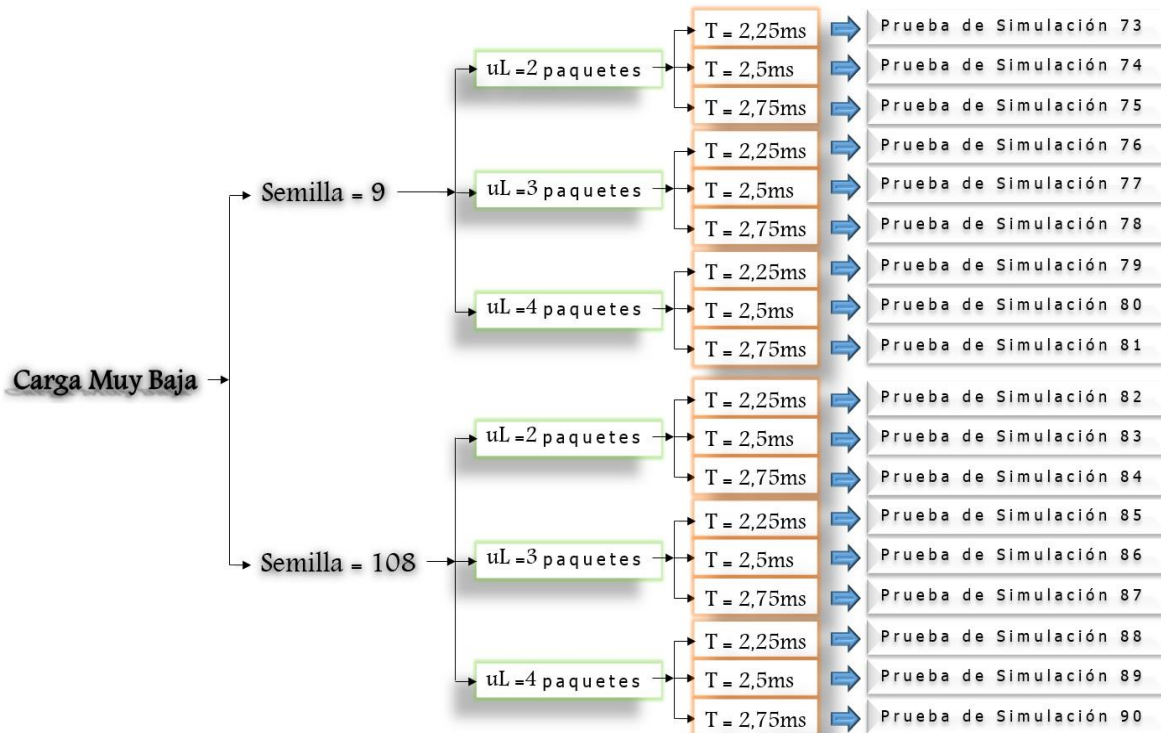 Carga Muy Baja
Semilla = 9
uL =2 paquetes
T = 2,25ms
Prueba de Simulación 73
T = 2,5ms
Prueba de Simulación 74
T = 2,75ms
Prueba de Simulación 75
uL =3 paquetes
T = 2,25ms
Prueba de Simulación 76
T = 2,5ms
Prueba de Simulación 77
T = 2,75ms
Prueba de Simulación 78
uL =4 paquetes
T = 2,25ms
Prueba de Simulación 79
T = 2,5ms
Prueba de Simulación 80
T = 2,75ms
Prueba de Simulación 81
Semilla = 108
uL =2 paquetes
T = 2,25ms
Prueba de Simulación 82
T = 2,5ms
Prueba de Simulación 83
T = 2,75ms
Prueba de Simulación 84
uL =3 paquetes
T = 2,25ms
Prueba de Simulación 85
T = 2,5ms
Prueba de Simulación 86
T = 2,75ms
Prueba de Simulación 87
uL =4 paquetes
T = 2,25ms
Prueba de Simulación 88
T = 2,5ms
Prueba de Simulación 89
T = 2,75ms
Prueba de Simulación 90